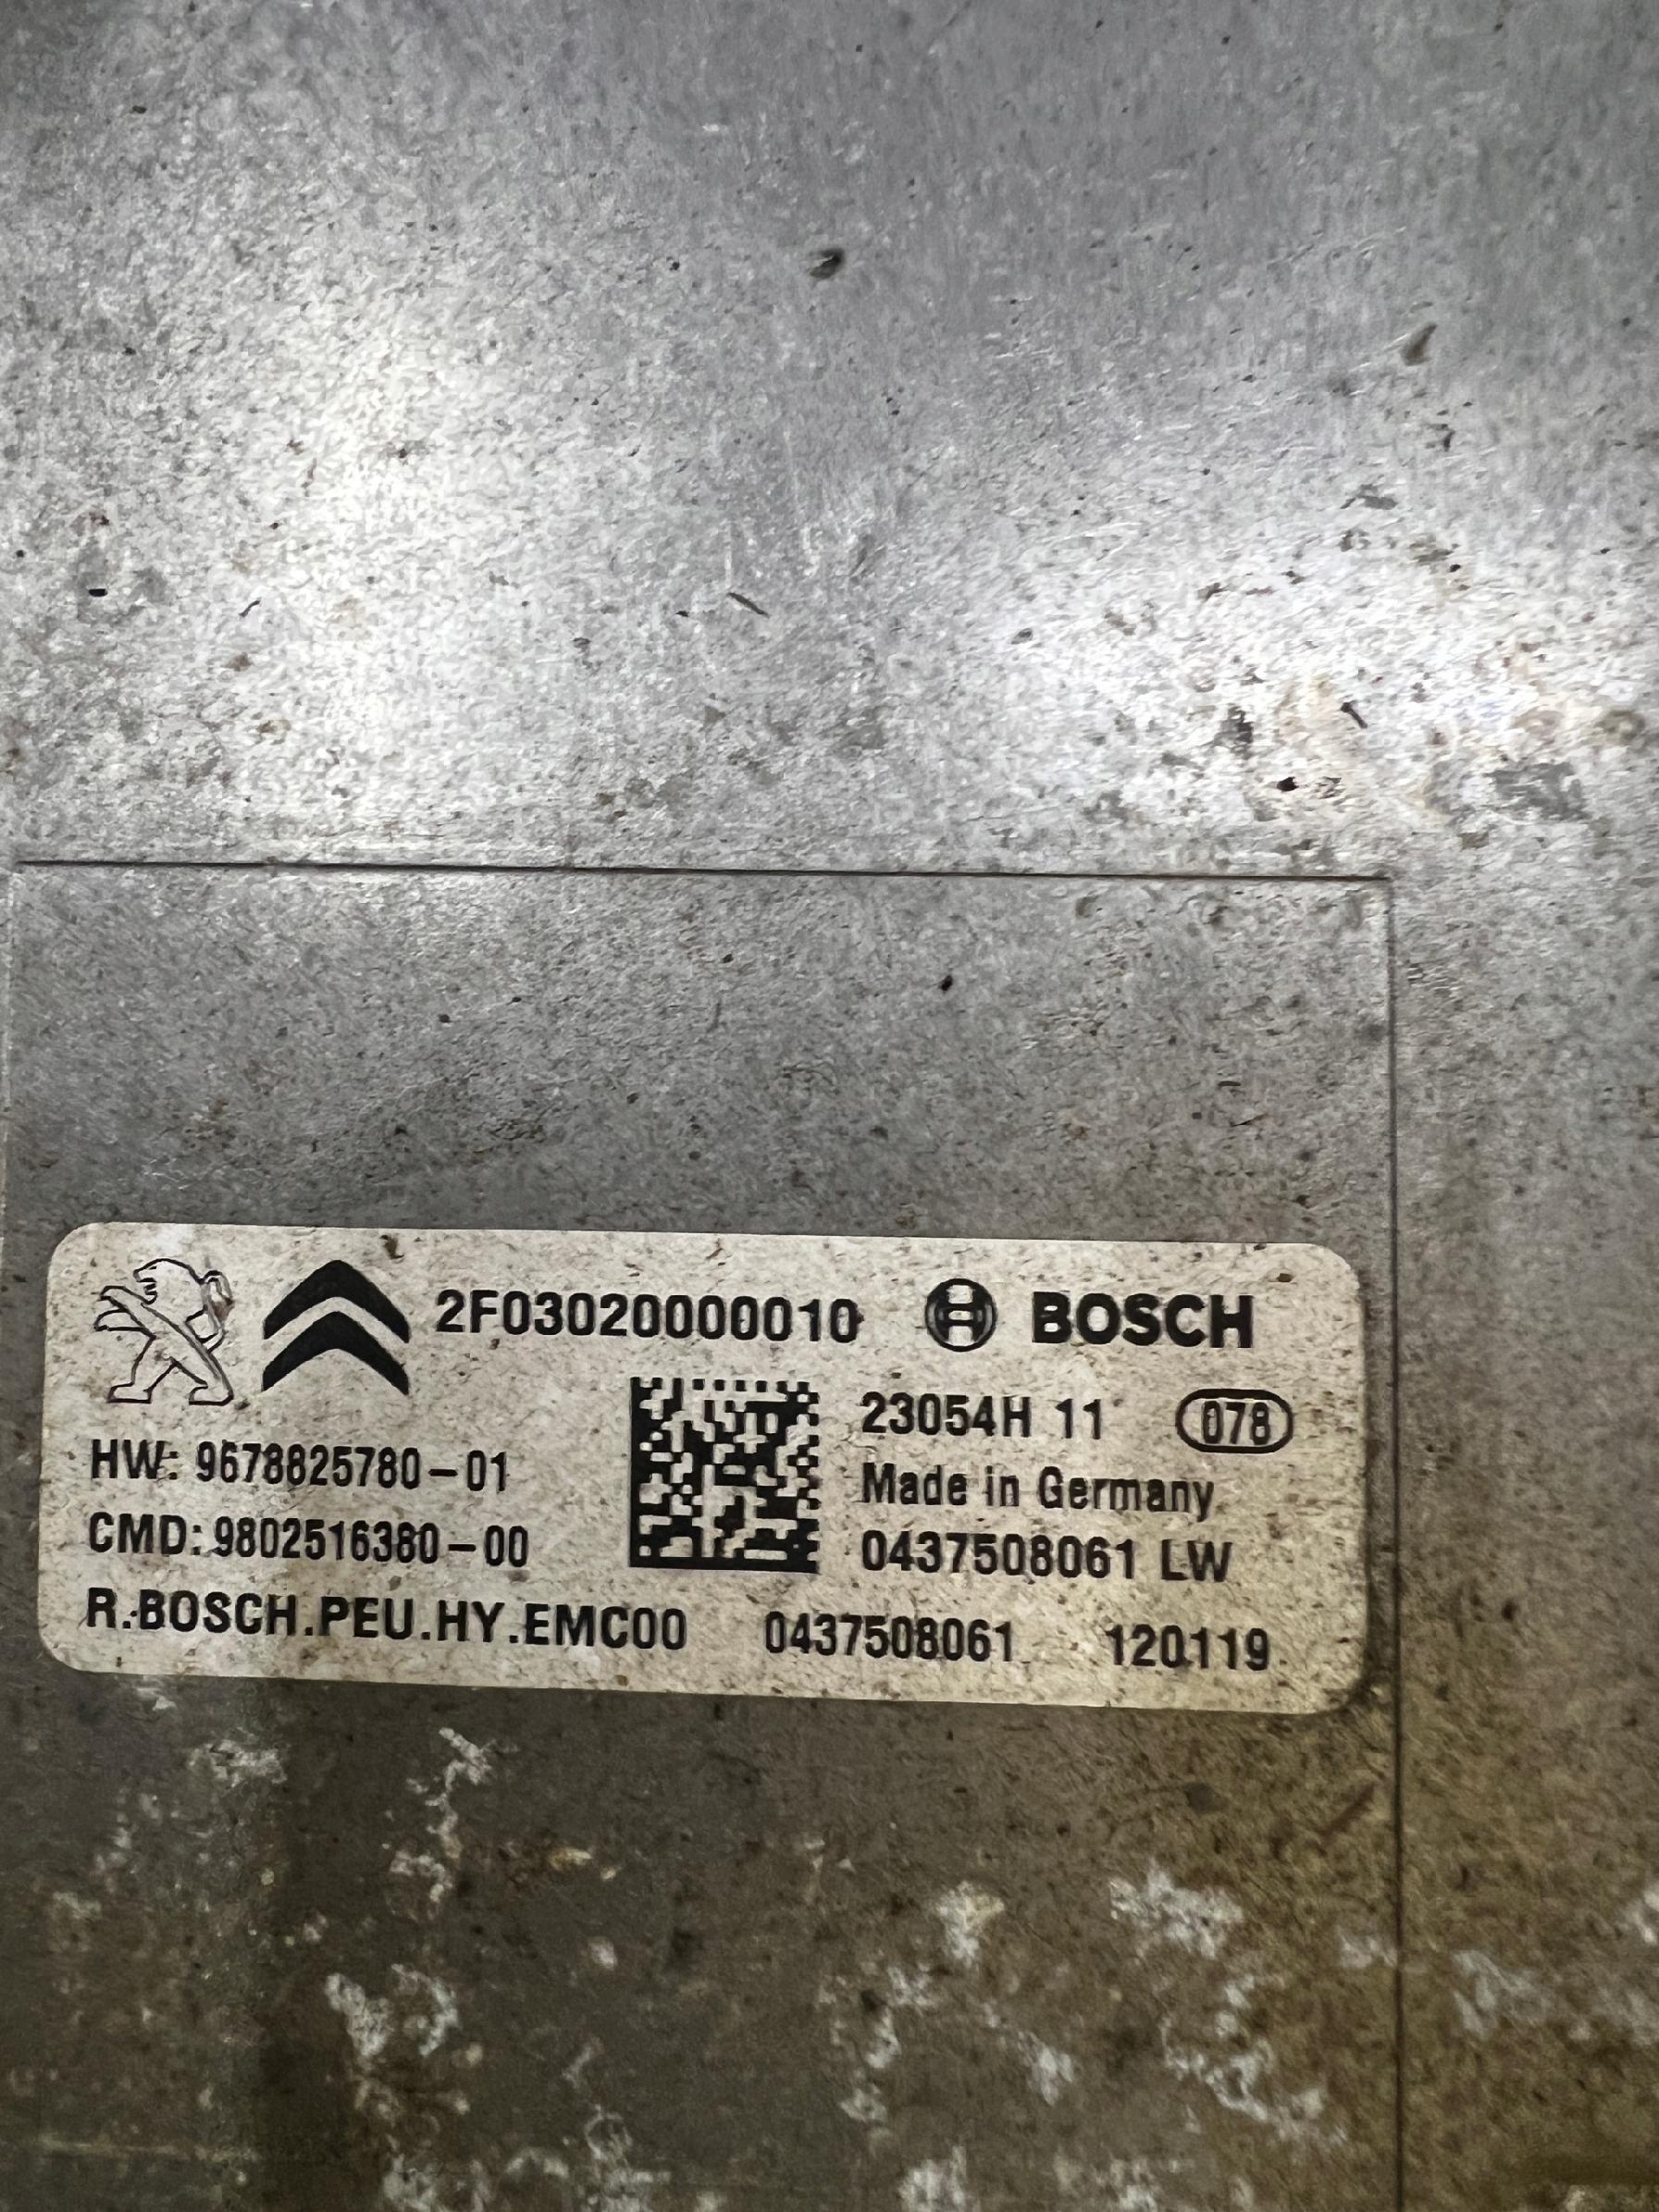 2F03020000010 BOSCH
23054H 11 078
HW: 9678825780-01
Made in Germany
CMD: 9802516380-00
0437508061 LW
R.BOSCH.PEU.HY.EMC00 0437508061 120119